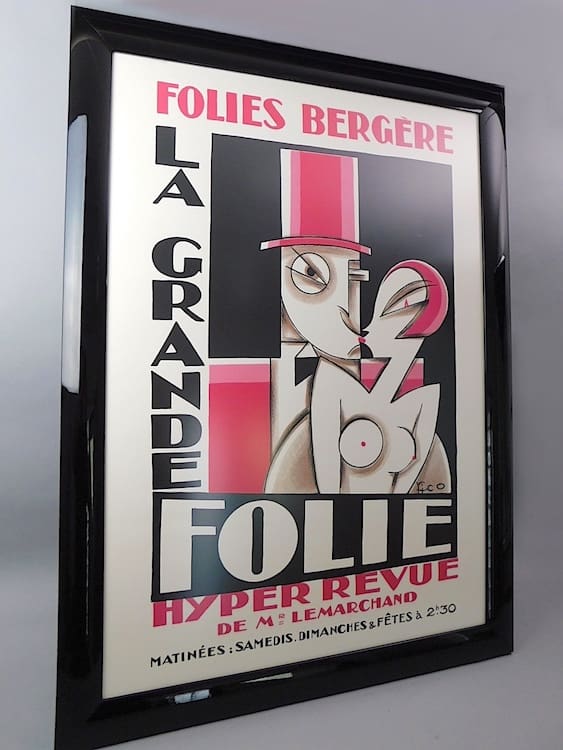 FOLIES BERGÈRE
LA GRANDE
FOLIE
HYPER REVUE
DE MR LEMARCHAND
MATINÉES : SAMEDIS. DIMANCHES & FÊTES à 2h30